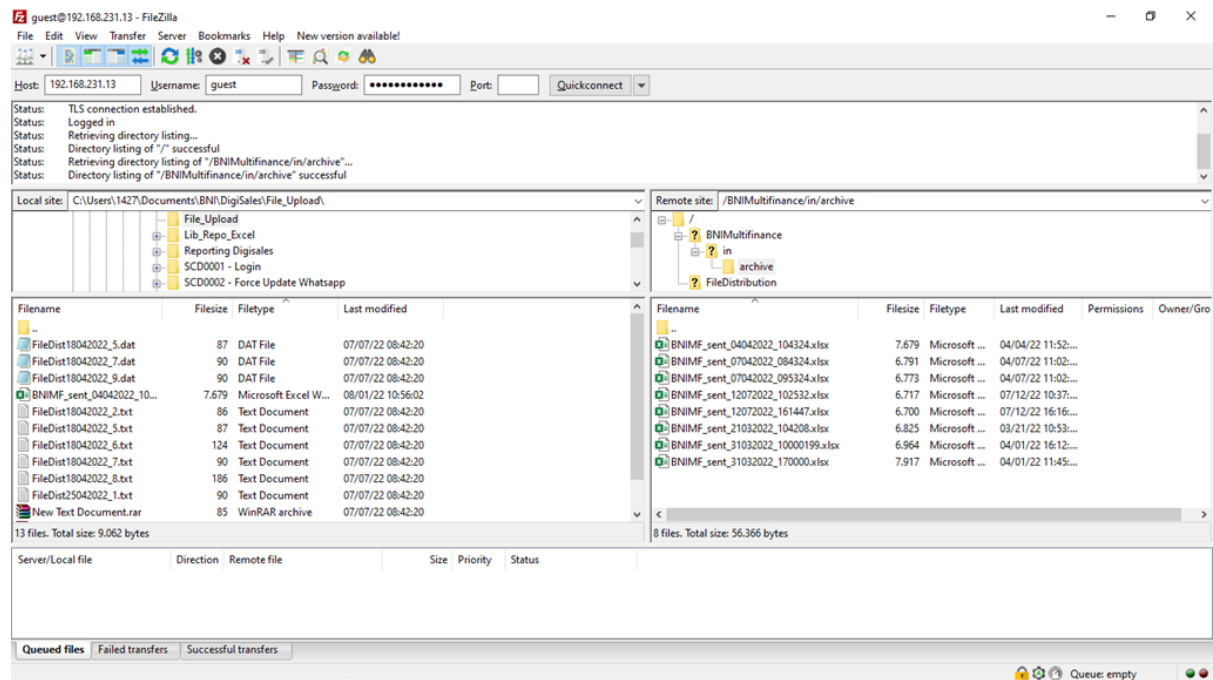 guest@192.168.231.13 - FileZilla
File Edit View Transfer Server Bookmarks Help New version available!
Host: 192.168.231.13 Username: guest Password: ●●●●●●●●●●●● Port: Quickconnect
Status: TLS connection established.
Status: Logged in
Status: Retrieving directory listing...
Status: Directory listing of "/" successful
Status: Retrieving directory listing of "/BNIMultifinance/in/archive"...
Status: Directory listing of "/BNIMultifinance/in/archive" successful
Local site: C:\Users\1427\Documents\BNI\DigiSales\File_Upload\
File_Upload
Lib_Repo_Excel
Reporting Digisales
SCD0001 - Login
SCD0002 - Force Update Whatsapp
Filename Filesize Filetype Last modified
..
FileDist18042022_5.dat 87 DAT File 07/07/22 08:42:20
FileDist18042022_7.dat 90 DAT File 07/07/22 08:42:20
FileDist18042022_9.dat 90 DAT File 07/07/22 08:42:20
BNIMF_sent_04042022_10... 7.679 Microsoft Excel W... 08/01/22 10:56:02
FileDist18042022_2.txt 86 Text Document 07/07/22 08:42:20
FileDist18042022_5.txt 87 Text Document 07/07/22 08:42:20
FileDist18042022_6.txt 124 Text Document 07/07/22 08:42:20
FileDist18042022_7.txt 90 Text Document 07/07/22 08:42:20
FileDist18042022_8.txt 186 Text Document 07/07/22 08:42:20
FileDist25042022_1.txt 90 Text Document 07/07/22 08:42:20
New Text Document.rar 85 WinRAR archive 07/07/22 08:42:20
13 files. Total size: 9.062 bytes
Remote site: /BNIMultifinance/in/archive
/
BNIMultifinance
in
archive
FileDistribution
Filename Filesize Filetype Last modified Permissions Owner/Gro
..
BNIMF_sent_04042022_104324.xlsx 7.679 Microsoft ... 04/04/22 11:52:...
BNIMF_sent_07042022_084324.xlsx 6.791 Microsoft ... 04/07/22 11:02:...
BNIMF_sent_07042022_095324.xlsx 6.773 Microsoft ... 04/07/22 11:02:...
BNIMF_sent_12072022_102532.xlsx 6.717 Microsoft ... 07/12/22 10:37:...
BNIMF_sent_12072022_161447.xlsx 6.700 Microsoft ... 07/12/22 16:16:...
BNIMF_sent_21032022_104208.xlsx 6.825 Microsoft ... 03/21/22 10:53:...
BNIMF_sent_31032022_10000199.xlsx 6.964 Microsoft ... 04/01/22 16:12:...
BNIMF_sent_31032022_170000.xlsx 7.917 Microsoft ... 04/01/22 11:45:...
8 files. Total size: 56.366 bytes
Server/Local file Direction Remote file Size Priority Status
Queued files Failed transfers Successful transfers
Queue: empty